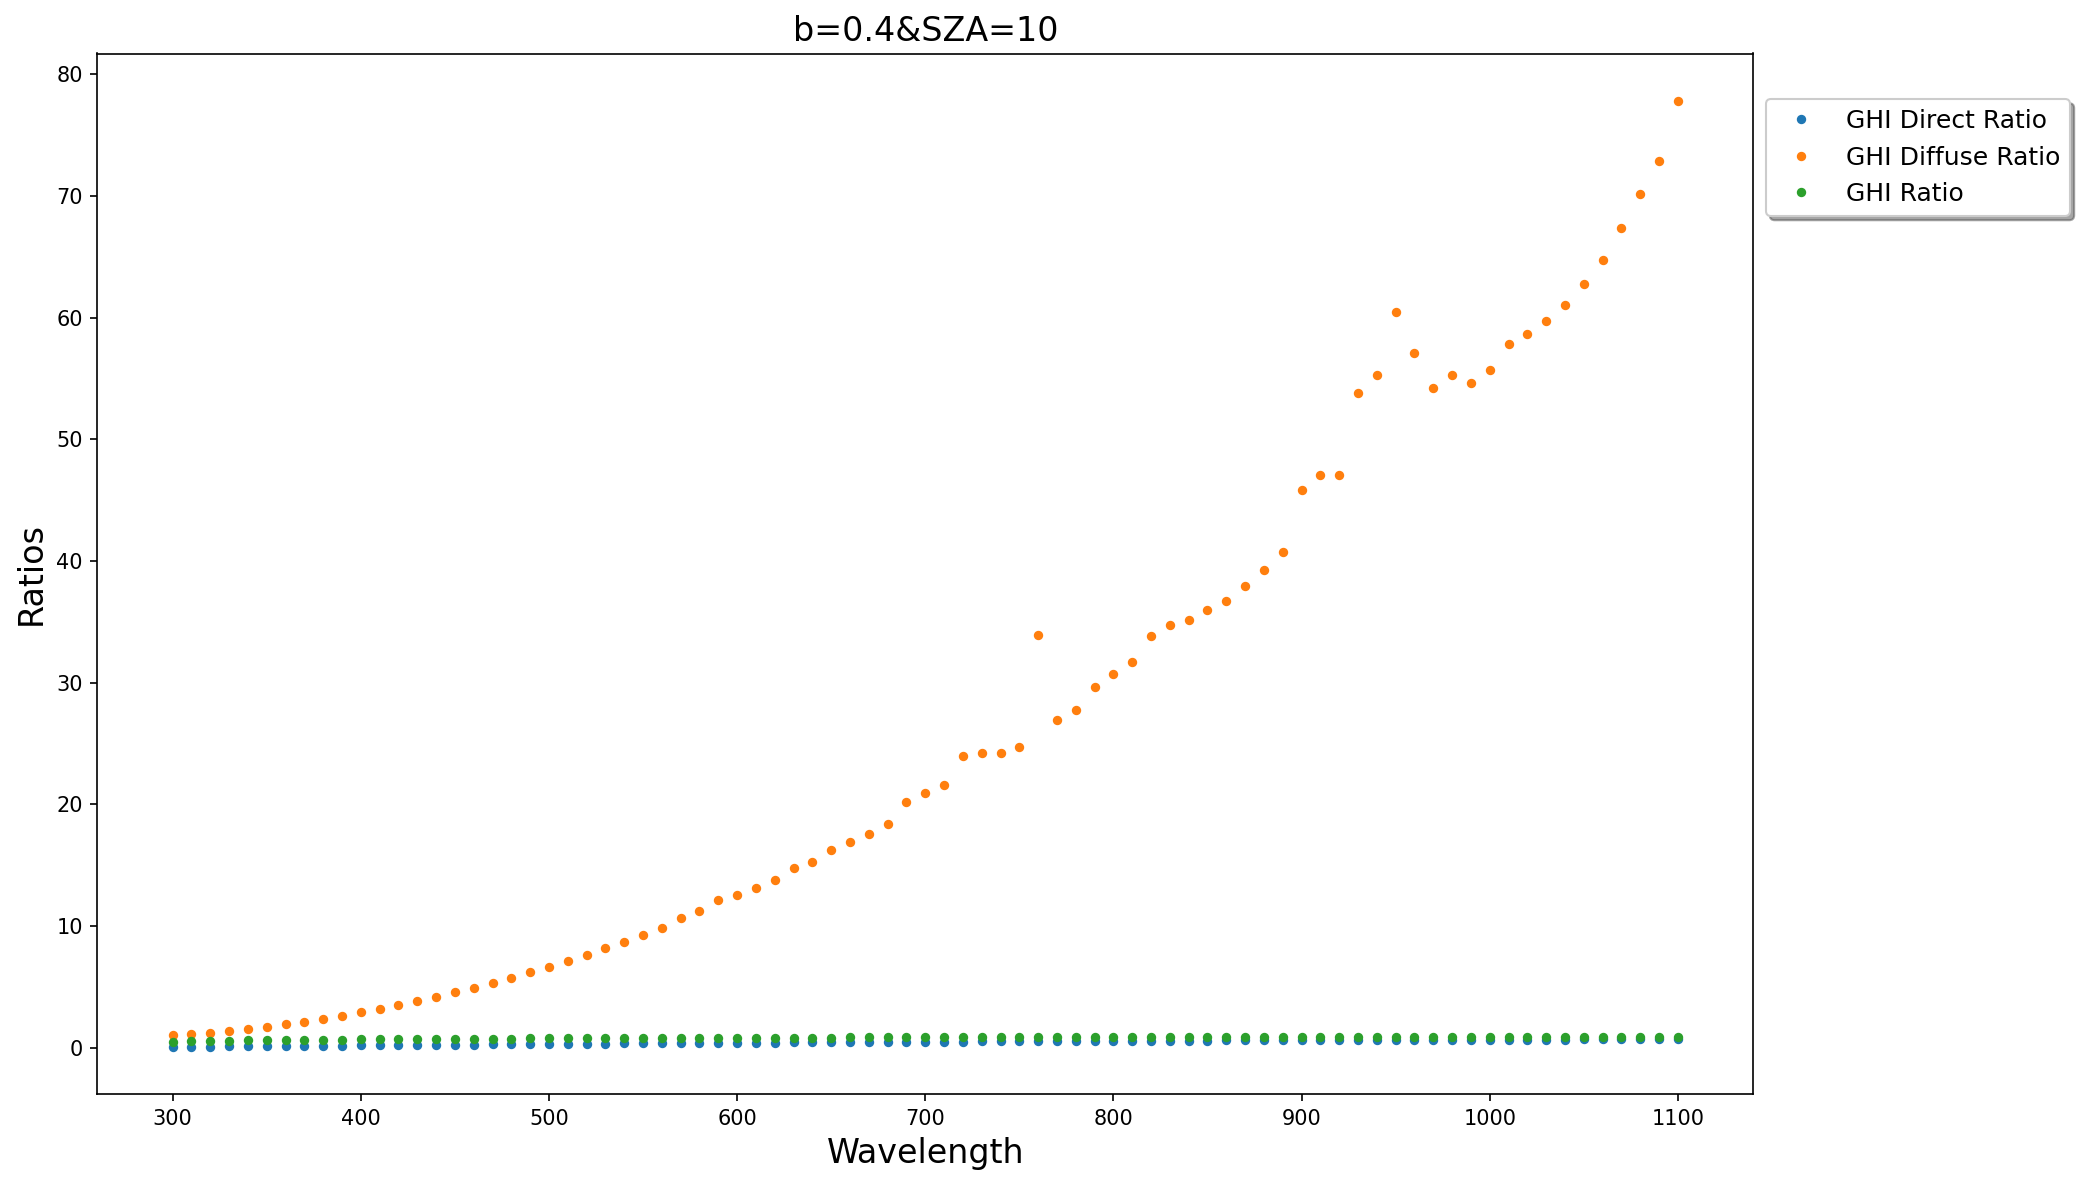 b=0.4&SZA=10
80
70
60
50
40
30
20
10
0
Ratios
300 400 500 600 700 800 900 1000 1100
Wavelength
GHI Direct Ratio
GHI Diffuse Ratio
GHI Ratio